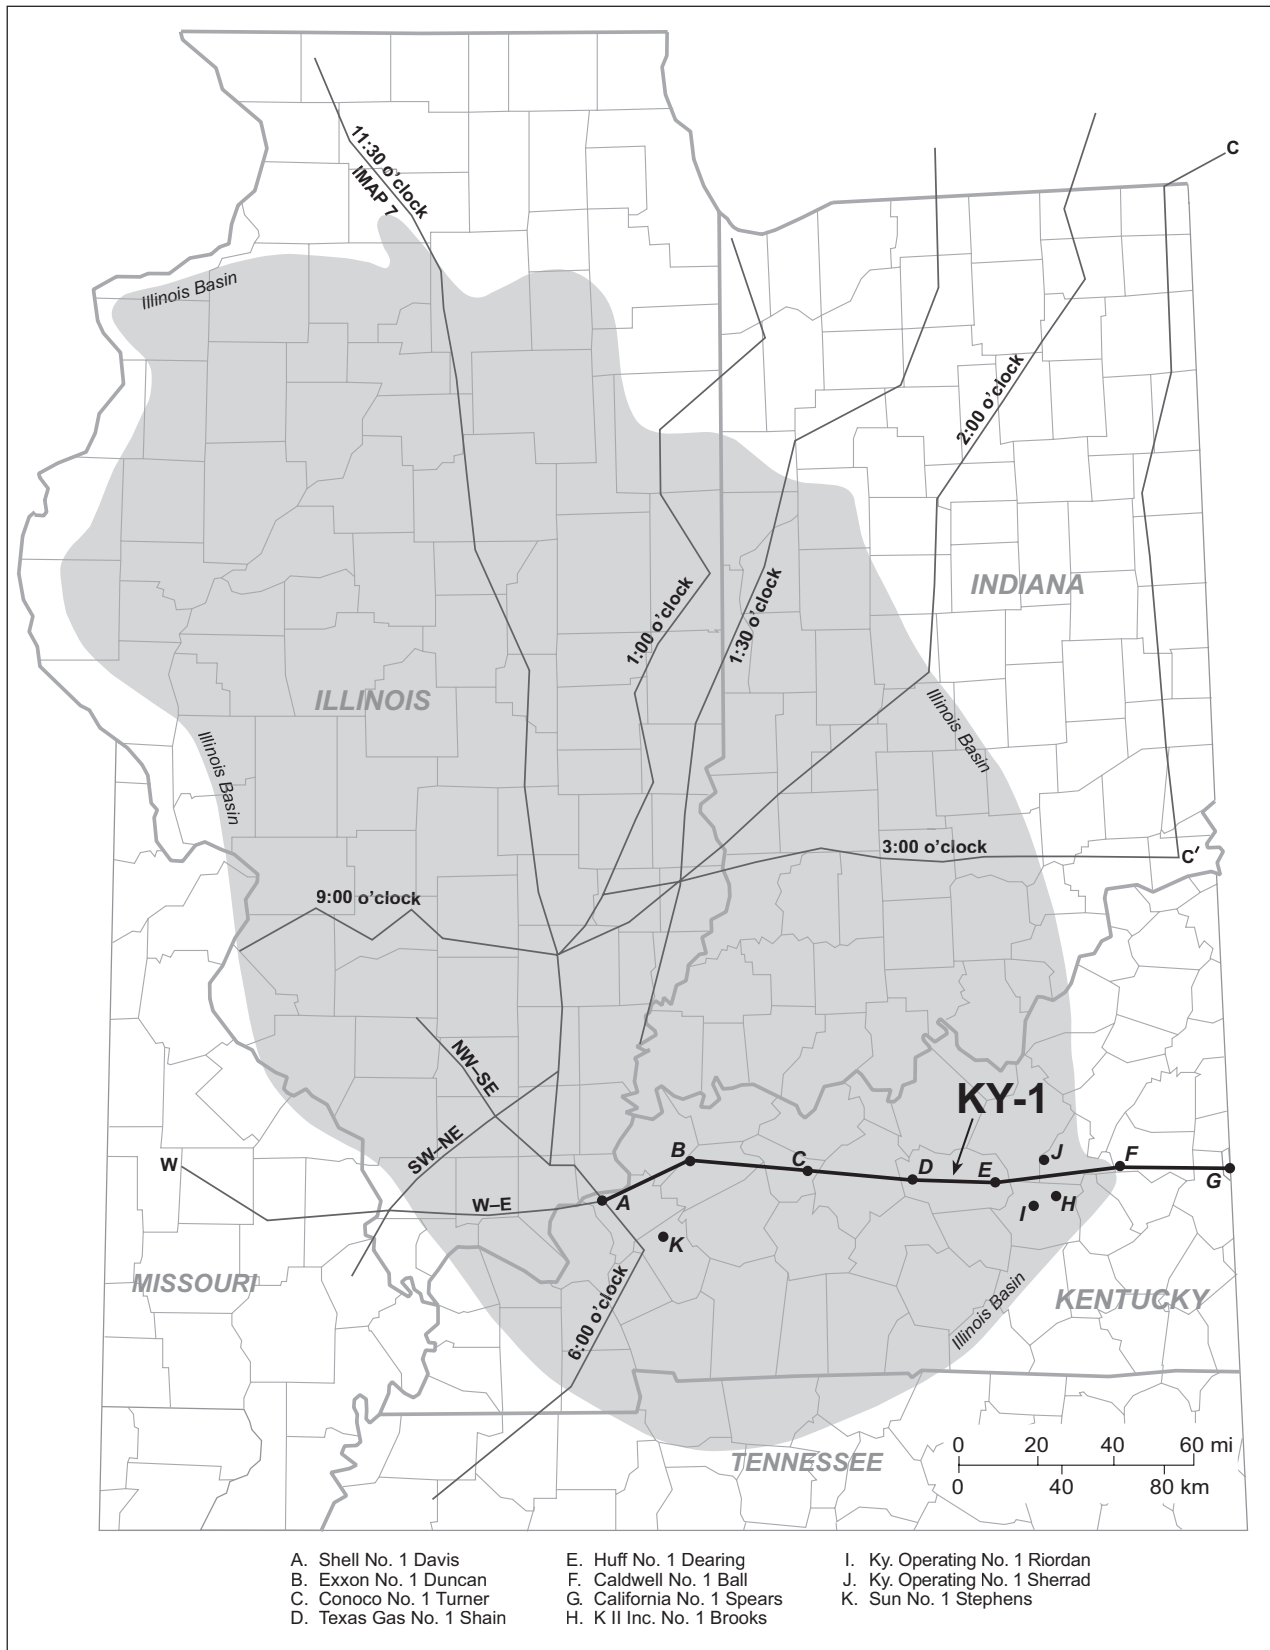 C
11:30 o'clock
IMAP 7
Illinois Basin
2:00 o'clock
INDIANA
1:00 o'clock
1:30 o'clock
ILLINOIS
Illinois Basin
Illinois Basin
3:00 o'clock
C'
9:00 o'clock
NW–SE
KY-1
SW–NE
W
B
C
D
E
J
F
G
A
W–E
I
H
K
MISSOURI
6:00 o'clock
Illinois Basin
KENTUCKY
TENNESSEE
0 20 40 60 mi
0 40 80 km
A. Shell No. 1 Davis
B. Exxon No. 1 Duncan
C. Conoco No. 1 Turner
D. Texas Gas No. 1 Shain
E. Huff No. 1 Dearing
F. Caldwell No. 1 Ball
G. California No. 1 Spears
H. K II Inc. No. 1 Brooks
I. Ky. Operating No. 1 Riordan
J. Ky. Operating No. 1 Sherrad
K. Sun No. 1 Stephens